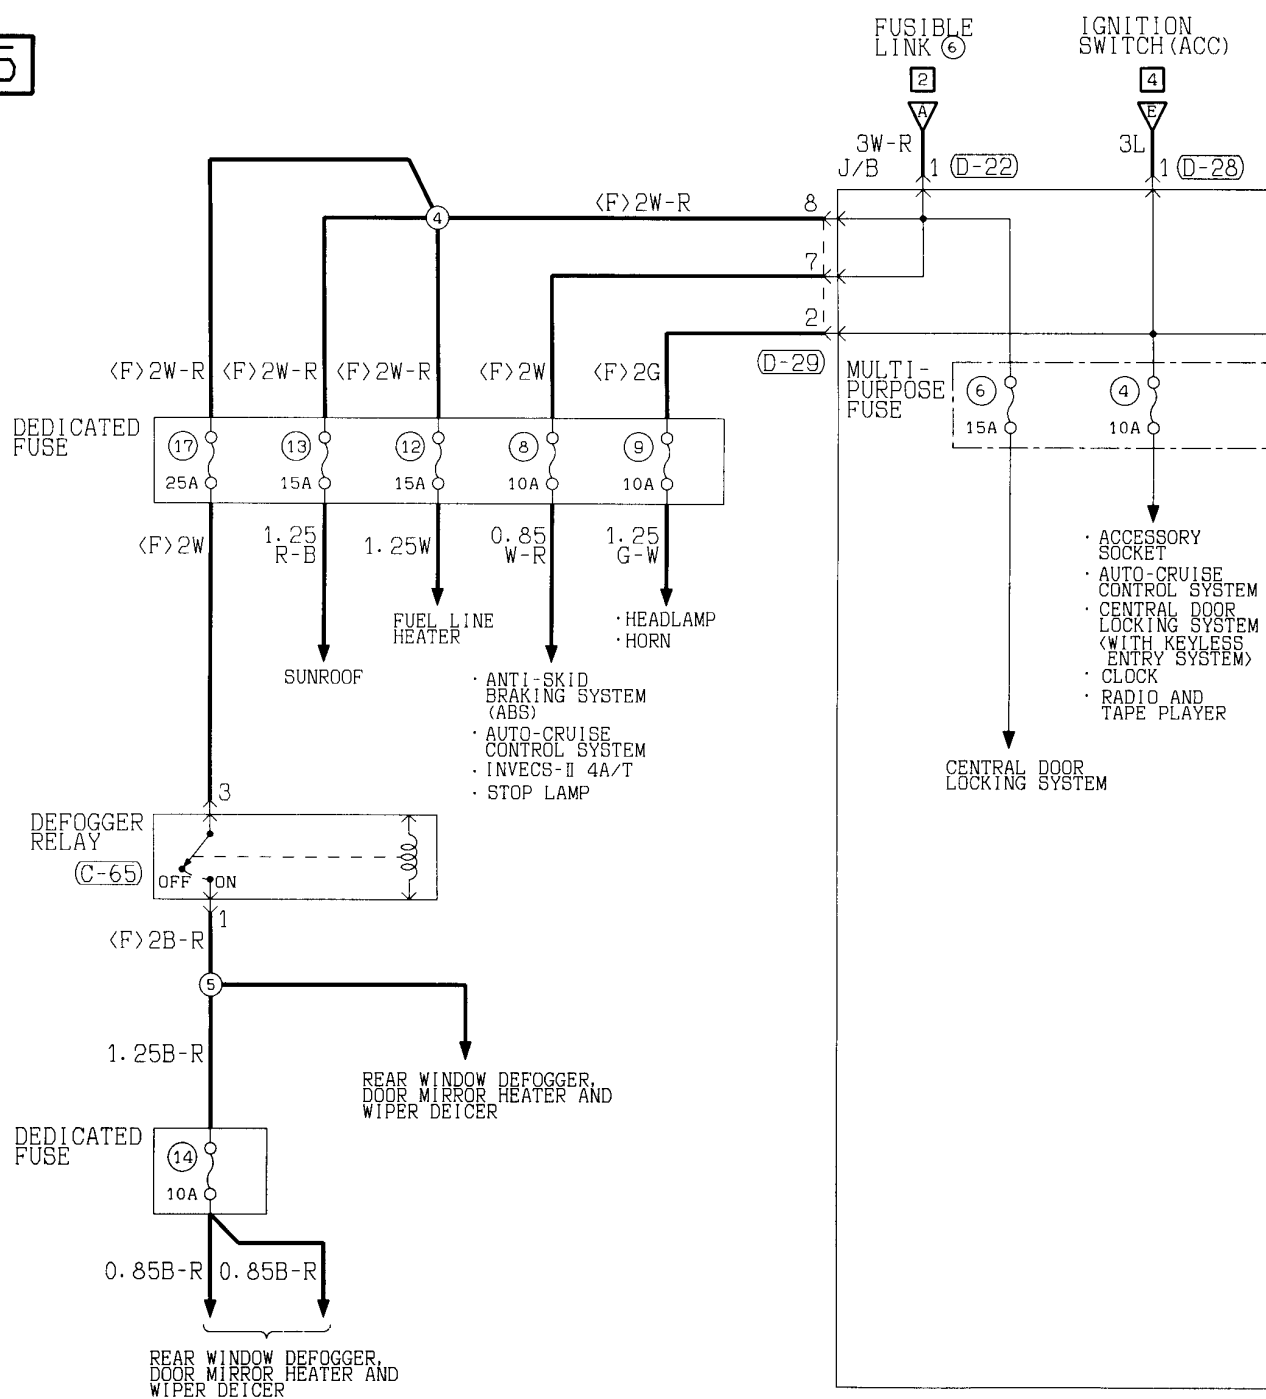 5
FUSIBLE
LINK ⑥
IGNITION
SWITCH (ACC)
2
4
A
E
3W-R
3L
J/B
1
D-22
1
D-28
<F>2W-R
8
4
7
2
<F>2W-R
<F>2W-R
<F>2W-R
<F>2W
<F>2G
D-29
MULTI-
PURPOSE
FUSE
6
15A
4
10A
DEDICATED
FUSE
17
13
12
8
9
25A
15A
15A
10A
10A
<F>2W
1.25
R-B
1.25W
0.85
W-R
1.25
G-W
FUEL LINE
HEATER
· HEADLAMP
· HORN
SUNROOF
· ANTI-SKID
BRAKING SYSTEM
(ABS)
· AUTO-CRUISE
CONTROL SYSTEM
· INVECS-Ⅱ 4A/T
· STOP LAMP
· ACCESSORY
SOCKET
· AUTO-CRUISE
CONTROL SYSTEM
· CENTRAL DOOR
LOCKING SYSTEM
<WITH KEYLESS
ENTRY SYSTEM>
· CLOCK
· RADIO AND
TAPE PLAYER
CENTRAL DOOR
LOCKING SYSTEM
3
DEFOGGER
RELAY
C-65
OFF
ON
1
<F>2B-R
5
1.25B-R
REAR WINDOW DEFOGGER,
DOOR MIRROR HEATER AND
WIPER DEICER
DEDICATED
FUSE
14
10A
0.85B-R
0.85B-R
REAR WINDOW DEFOGGER,
DOOR MIRROR HEATER AND
WIPER DEICER